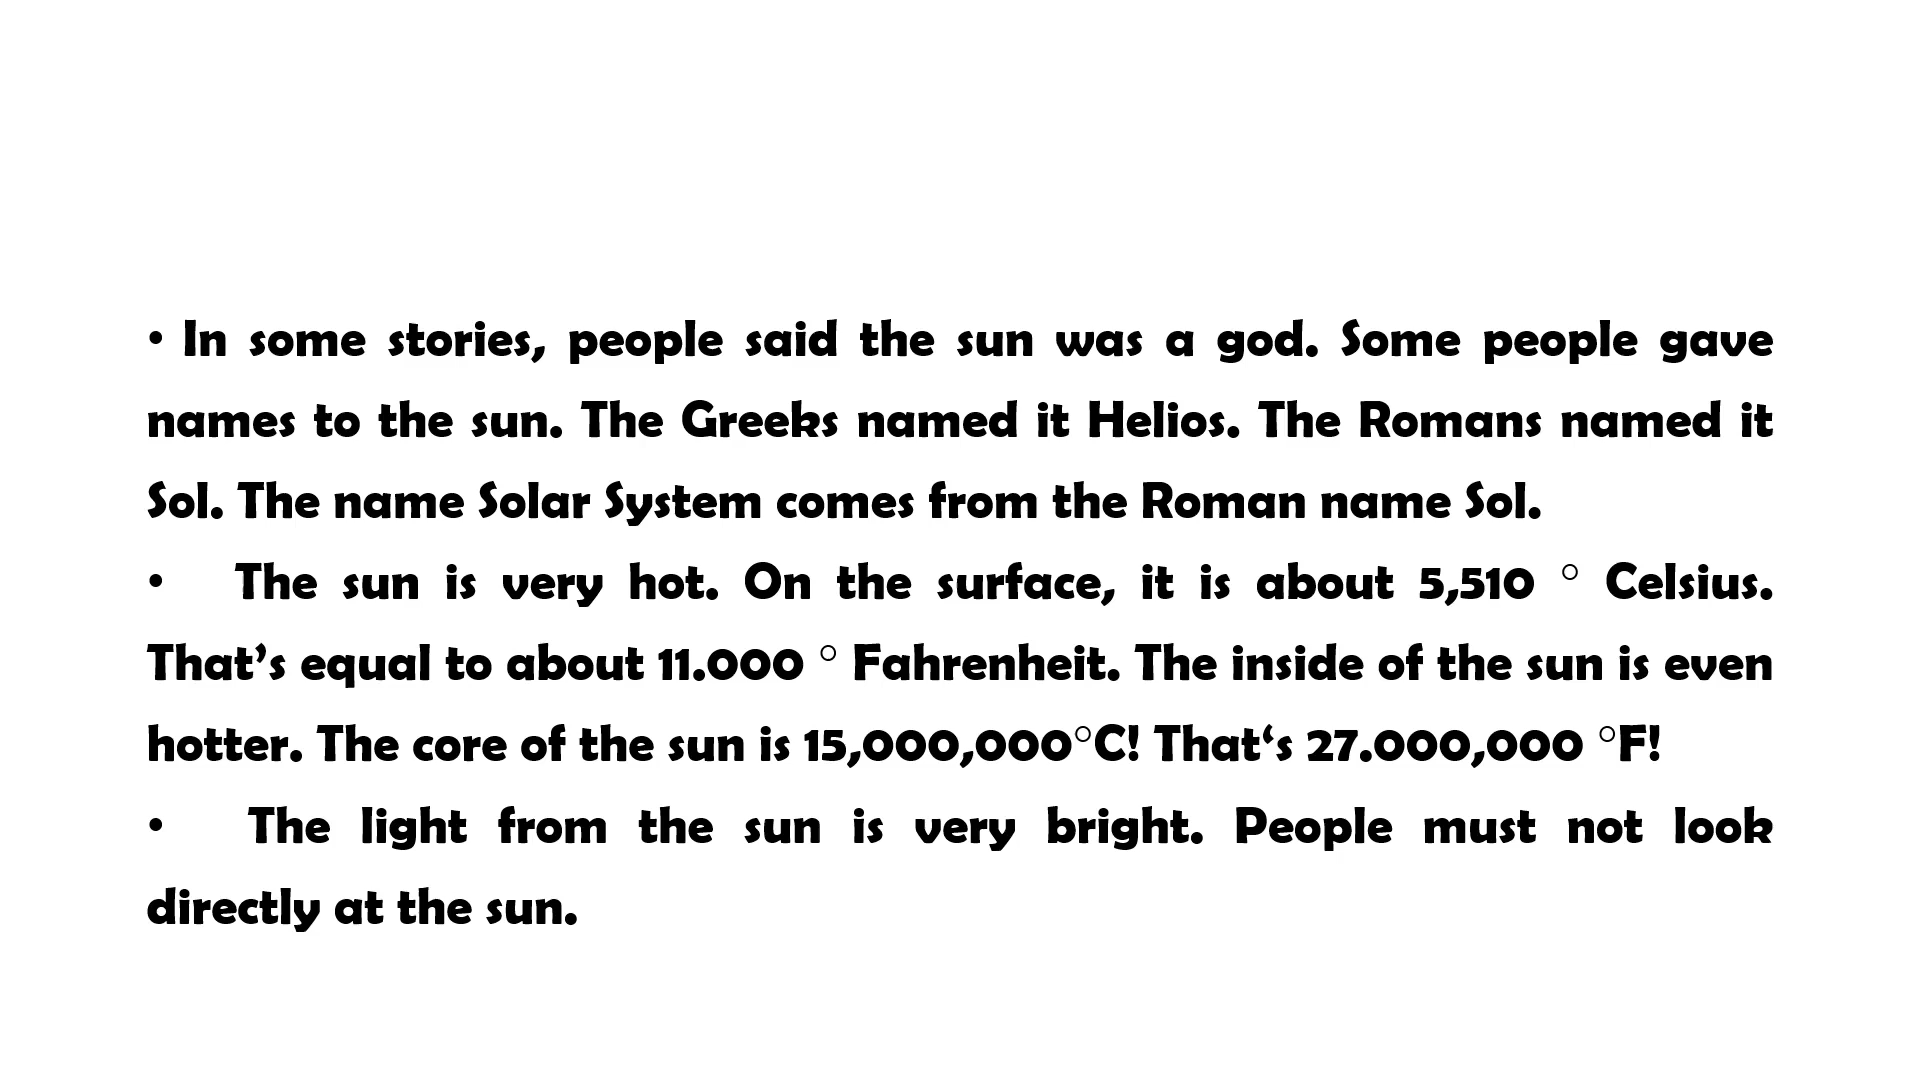 • In some stories, people said the sun was a god. Some people gave
names to the sun. The Greeks named it Helios. The Romans named it
Sol. The name Solar System comes from the Roman name Sol.
• The sun is very hot. On the surface, it is about 5,510 ° Celsius.
That’s equal to about 11.000 ° Fahrenheit. The inside of the sun is even
hotter. The core of the sun is 15,000,000°C! That‘s 27.000,000 °F!
• The light from the sun is very bright. People must not look
directly at the sun.